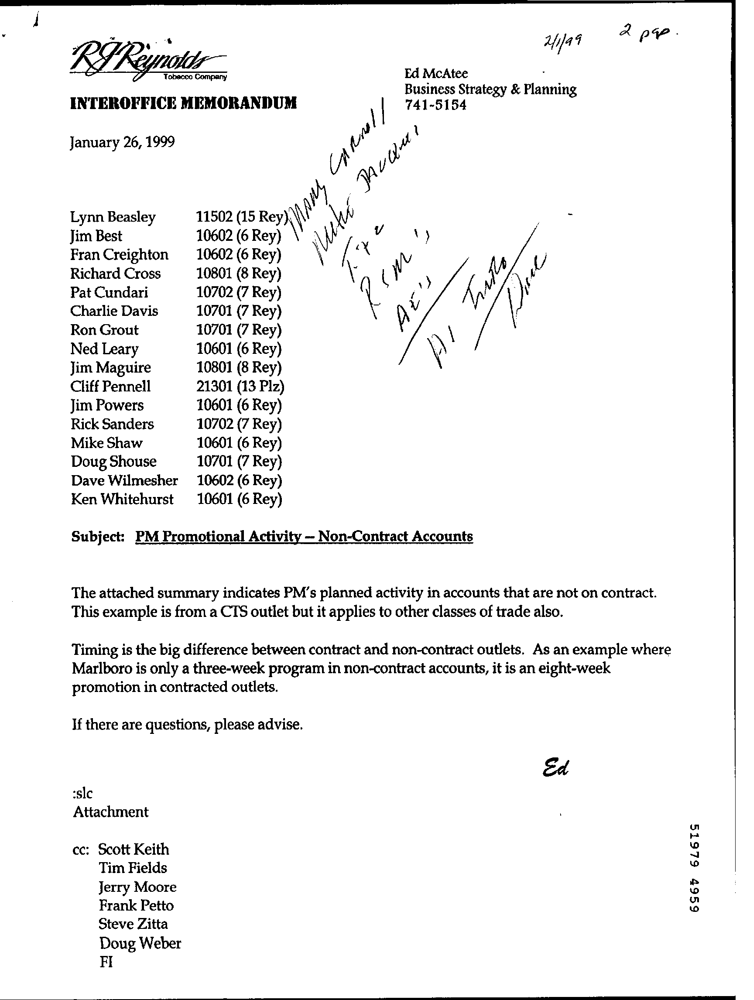 2/1/99
2 pgs.
RJReynolds
Tobacco Company
Ed McAtee
Business Strategy & Planning
741-5154
INTEROFFICE MEMORANDUM
January 26, 1999
Lynn Beasley 11502 (15 Rey)
Jim Best 10602 (6 Rey)
Fran Creighton 10602 (6 Rey)
Richard Cross 10801 (8 Rey)
Pat Cundari 10702 (7 Rey)
Charlie Davis 10701 (7 Rey)
Ron Grout 10701 (7 Rey)
Ned Leary 10601 (6 Rey)
Jim Maguire 10801 (8 Rey)
Cliff Pennell 21301 (13 Plz)
Jim Powers 10601 (6 Rey)
Rick Sanders 10702 (7 Rey)
Mike Shaw 10601 (6 Rey)
Doug Shouse 10701 (7 Rey)
Dave Wilmesher 10602 (6 Rey)
Ken Whitehurst 10601 (6 Rey)
Mary Carroll
Mike
RSM's
AE's
Subject: PM Promotional Activity – Non-Contract Accounts
The attached summary indicates PM's planned activity in accounts that are not on contract.
This example is from a CTS outlet but it applies to other classes of trade also.
Timing is the big difference between contract and non-contract outlets. As an example where
Marlboro is only a three-week program in non-contract accounts, it is an eight-week
promotion in contracted outlets.
If there are questions, please advise.
Ed
:slc
Attachment
cc: Scott Keith
Tim Fields
Jerry Moore
Frank Petto
Steve Zitta
Doug Weber
FI
51979 4959